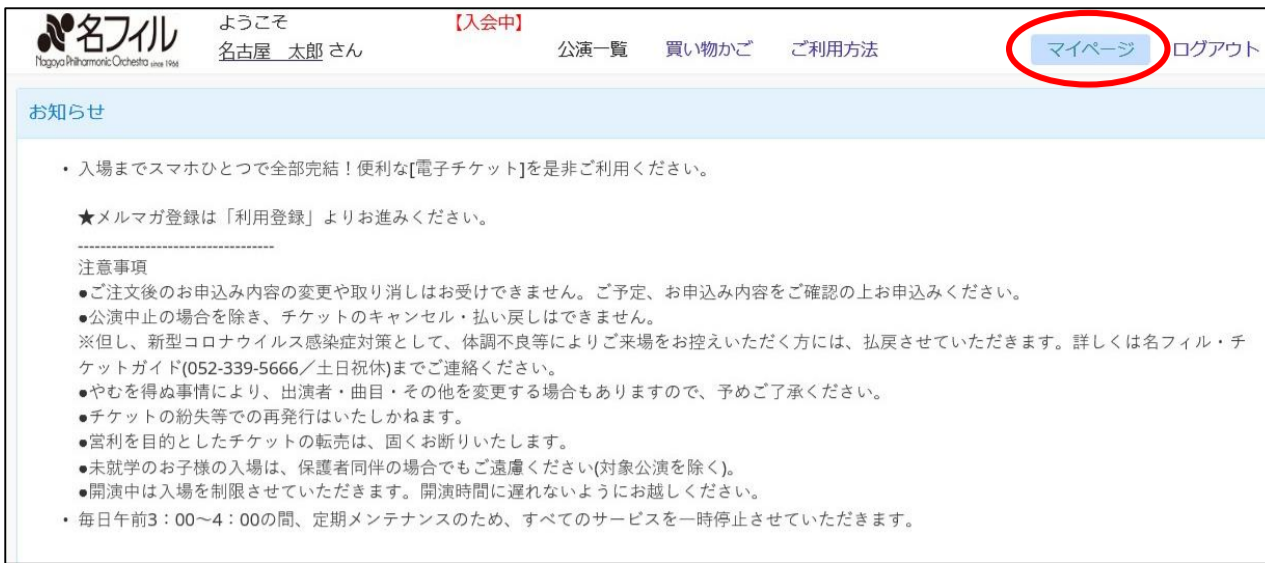 名フィル
Nagoya Philharmonic Orchestra since 1966
ようこそ
名古屋　太郎 さん
【入会中】
公演一覧　買い物かご　ご利用方法　マイページ　ログアウト
お知らせ
・入場までスマホひとつで全部完結！便利な[電子チケット]を是非ご利用ください。
★メルマガ登録は「利用登録」よりお進みください。
-----------------------------------
注意事項
●ご注文後のお申込み内容の変更や取り消しはお受けできません。ご予定、お申込み内容をご確認の上お申込みください。
●公演中止の場合を除き、チケットのキャンセル・払い戻しはできません。
※但し、新型コロナウイルス感染症対策として、体調不良等によりご来場をお控えいただく方には、払戻させていただきます。詳しくは名フィル・チ
ケットガイド(052-339-5666／土日祝休)までご連絡ください。
●やむを得ぬ事情により、出演者・曲目・その他を変更する場合もありますので、予めご了承ください。
●チケットの紛失等での再発行はいたしかねます。
●営利を目的としたチケットの転売は、固くお断りいたします。
●未就学のお子様の入場は、保護者同伴の場合でもご遠慮ください(対象公演を除く)。
●開演中は入場を制限させていただきます。開演時間に遅れないようにお越しください。
・毎日午前3：00～4：00の間、定期メンテナンスのため、すべてのサービスを一時停止させていただきます。